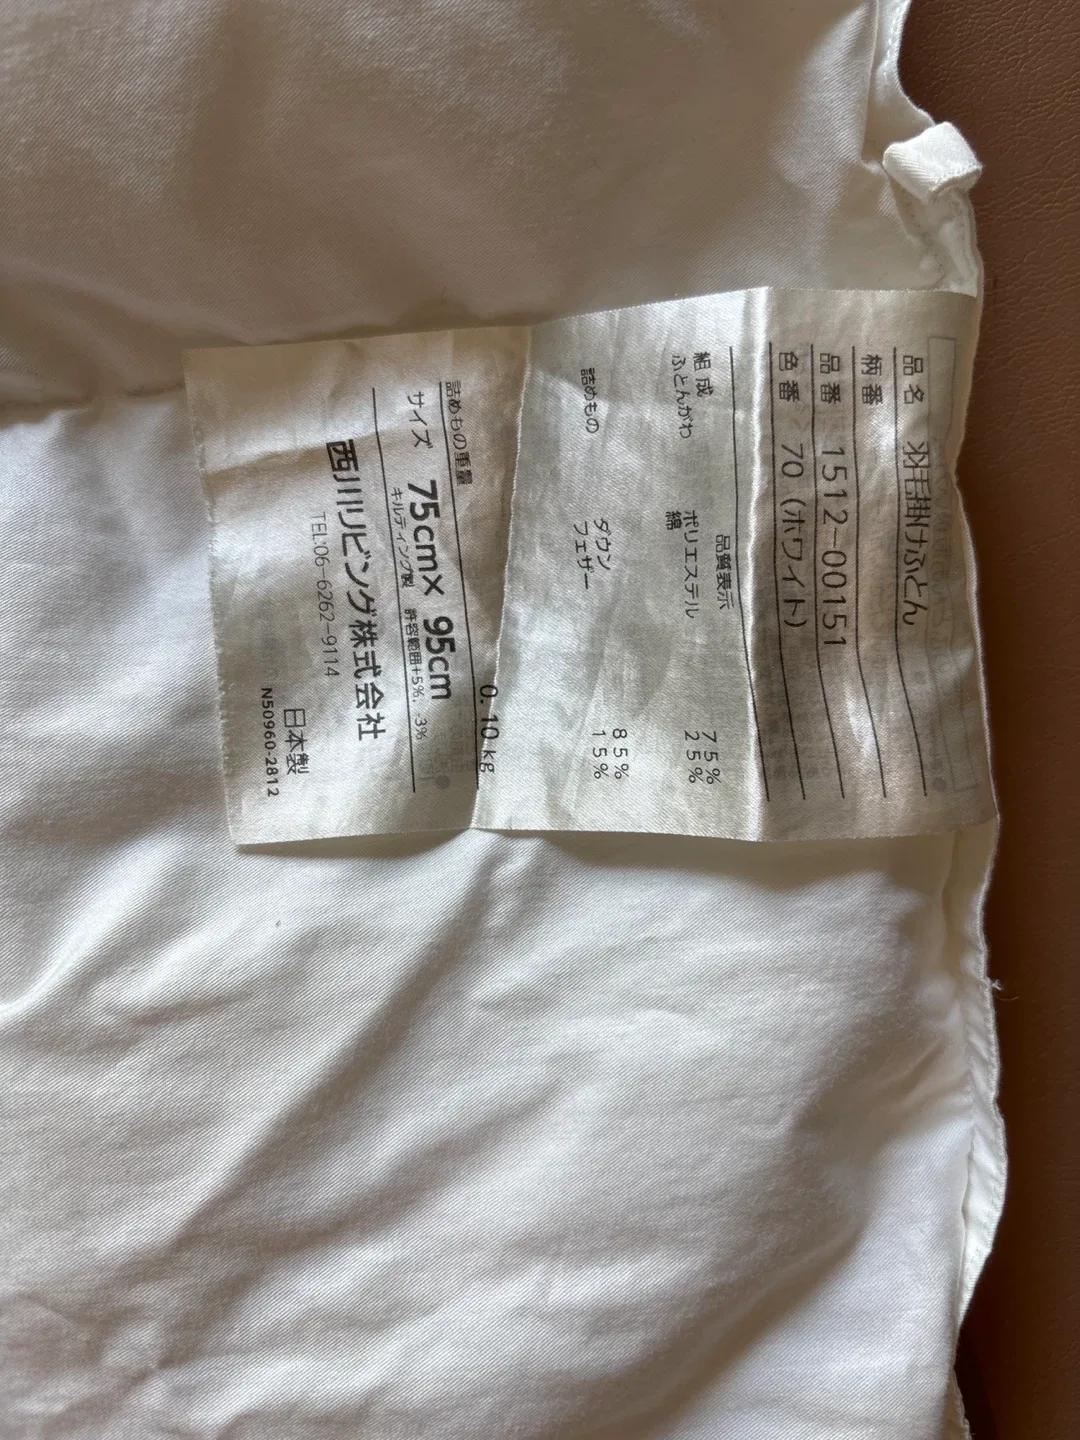 品名 羽毛掛けふとん
柄番
品番 1512-00151
色番 70（ホワイト）
品質表示
組成
ふとんがわ ポリエステル 75%
綿 25%
詰めもの ダウン 85%
フェザー 15%
詰めもの重量 0.10kg
サイズ 75cm× 95cm
キルティング製 許容範囲+5%, -3%
西川リビング株式会社
TEL:06-6262-9114
日本製
N50960-2812